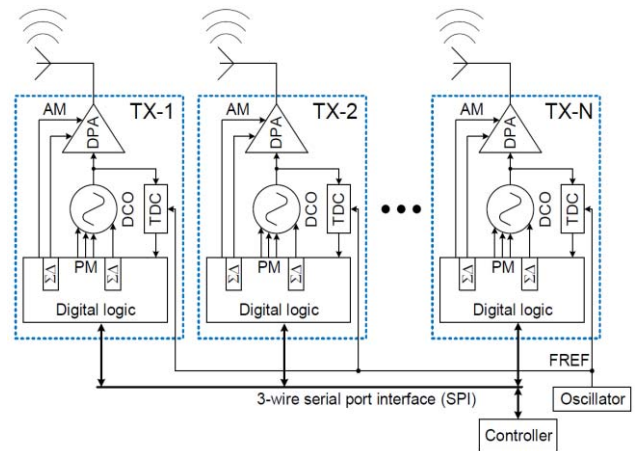 TX-1
AM
DPA
DCO
TDC
PM
ΣΔ
ΣΔ
Digital logic
TX-2
AM
DPA
DCO
TDC
PM
ΣΔ
ΣΔ
Digital logic
TX-N
AM
DPA
DCO
TDC
PM
ΣΔ
ΣΔ
Digital logic
FREF
3-wire serial port interface (SPI)
Oscillator
Controller